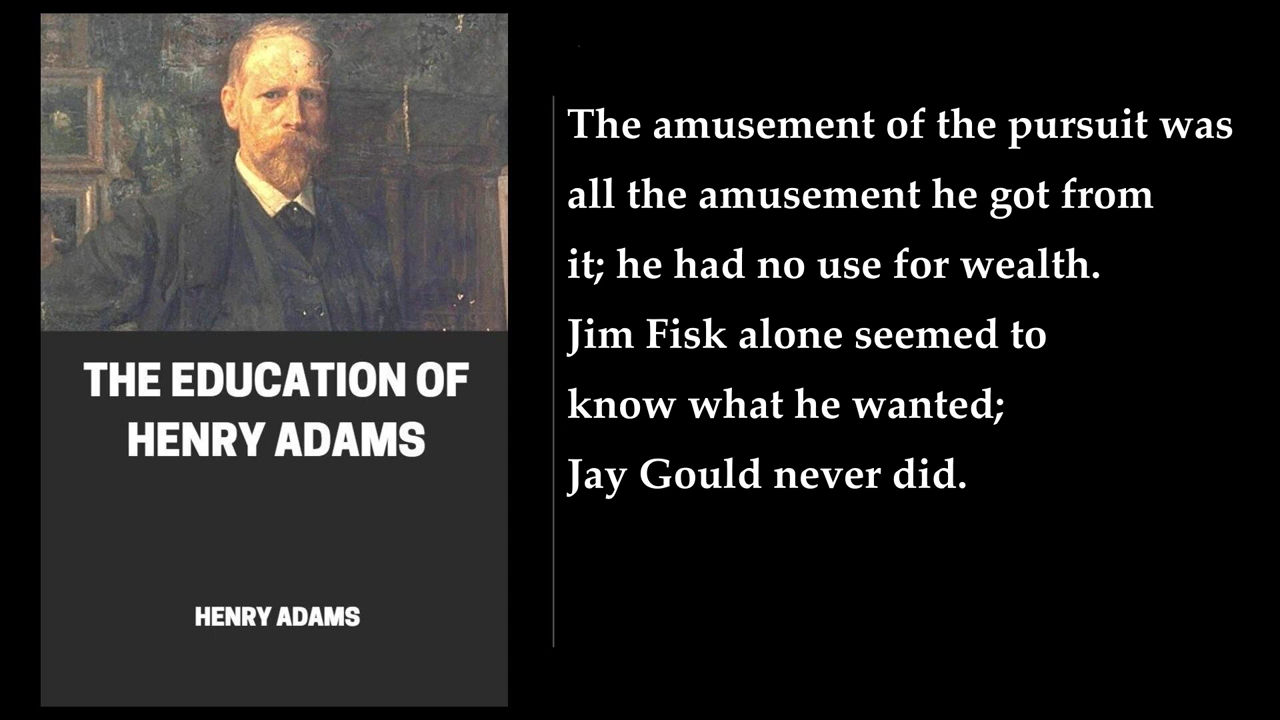 THE EDUCATION OF
HENRY ADAMS
HENRY ADAMS
The amusement of the pursuit was
all the amusement he got from
it; he had no use for wealth.
Jim Fisk alone seemed to
know what he wanted;
Jay Gould never did.